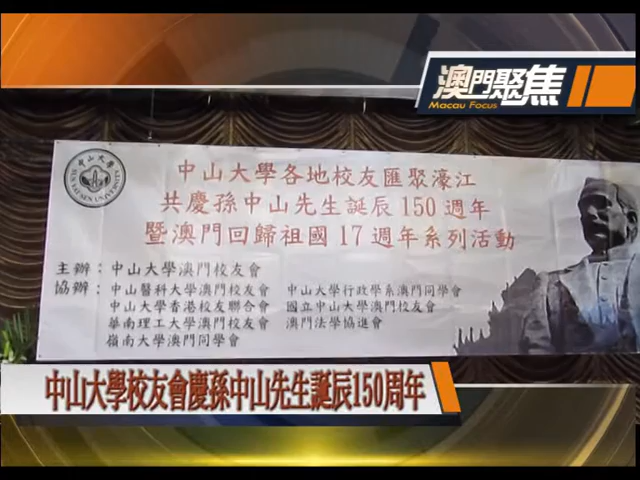 澳門聚焦
Macau Focus
中山大學
SUN YAT-SEN UNIVERSITY
中山大學各地校友匯聚濠江
共慶孫中山先生誕辰150週年
暨澳門回歸祖國17週年系列活動
主辦：中山大學澳門校友會
協辦：中山醫科大學澳門校友會 中山大學行政學系澳門同學會
中山大學香港校友聯合會 國立中山大學澳門校友會
華南理工大學澳門校友會 澳門法學協進會
嶺南大學澳門同學會
中山大學校友會慶孫中山先生誕辰150周年